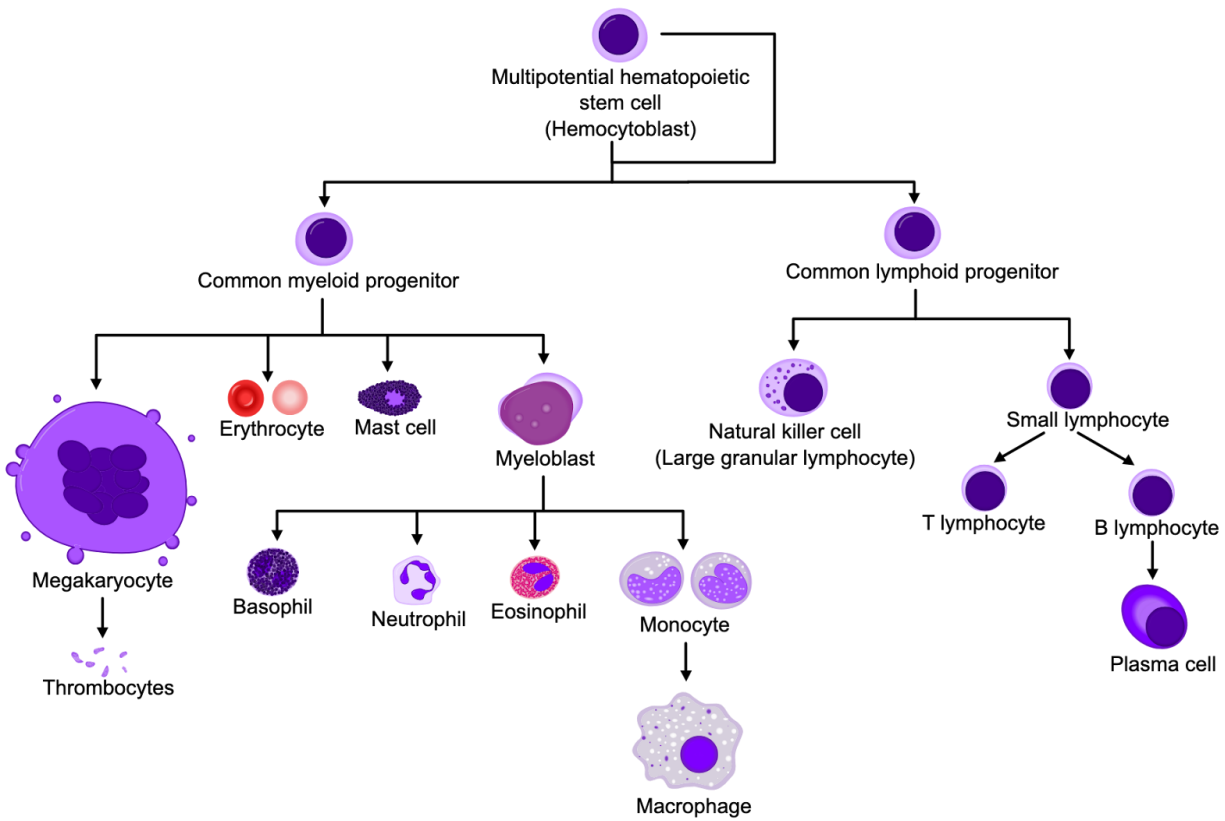 Multipotential hematopoietic
stem cell
(Hemocytoblast)
Common myeloid progenitor
Common lymphoid progenitor
Erythrocyte
Mast cell
Myeloblast
Natural killer cell
(Large granular lymphocyte)
Small lymphocyte
T lymphocyte
B lymphocyte
Megakaryocyte
Basophil
Neutrophil
Eosinophil
Monocyte
Plasma cell
Thrombocytes
Macrophage